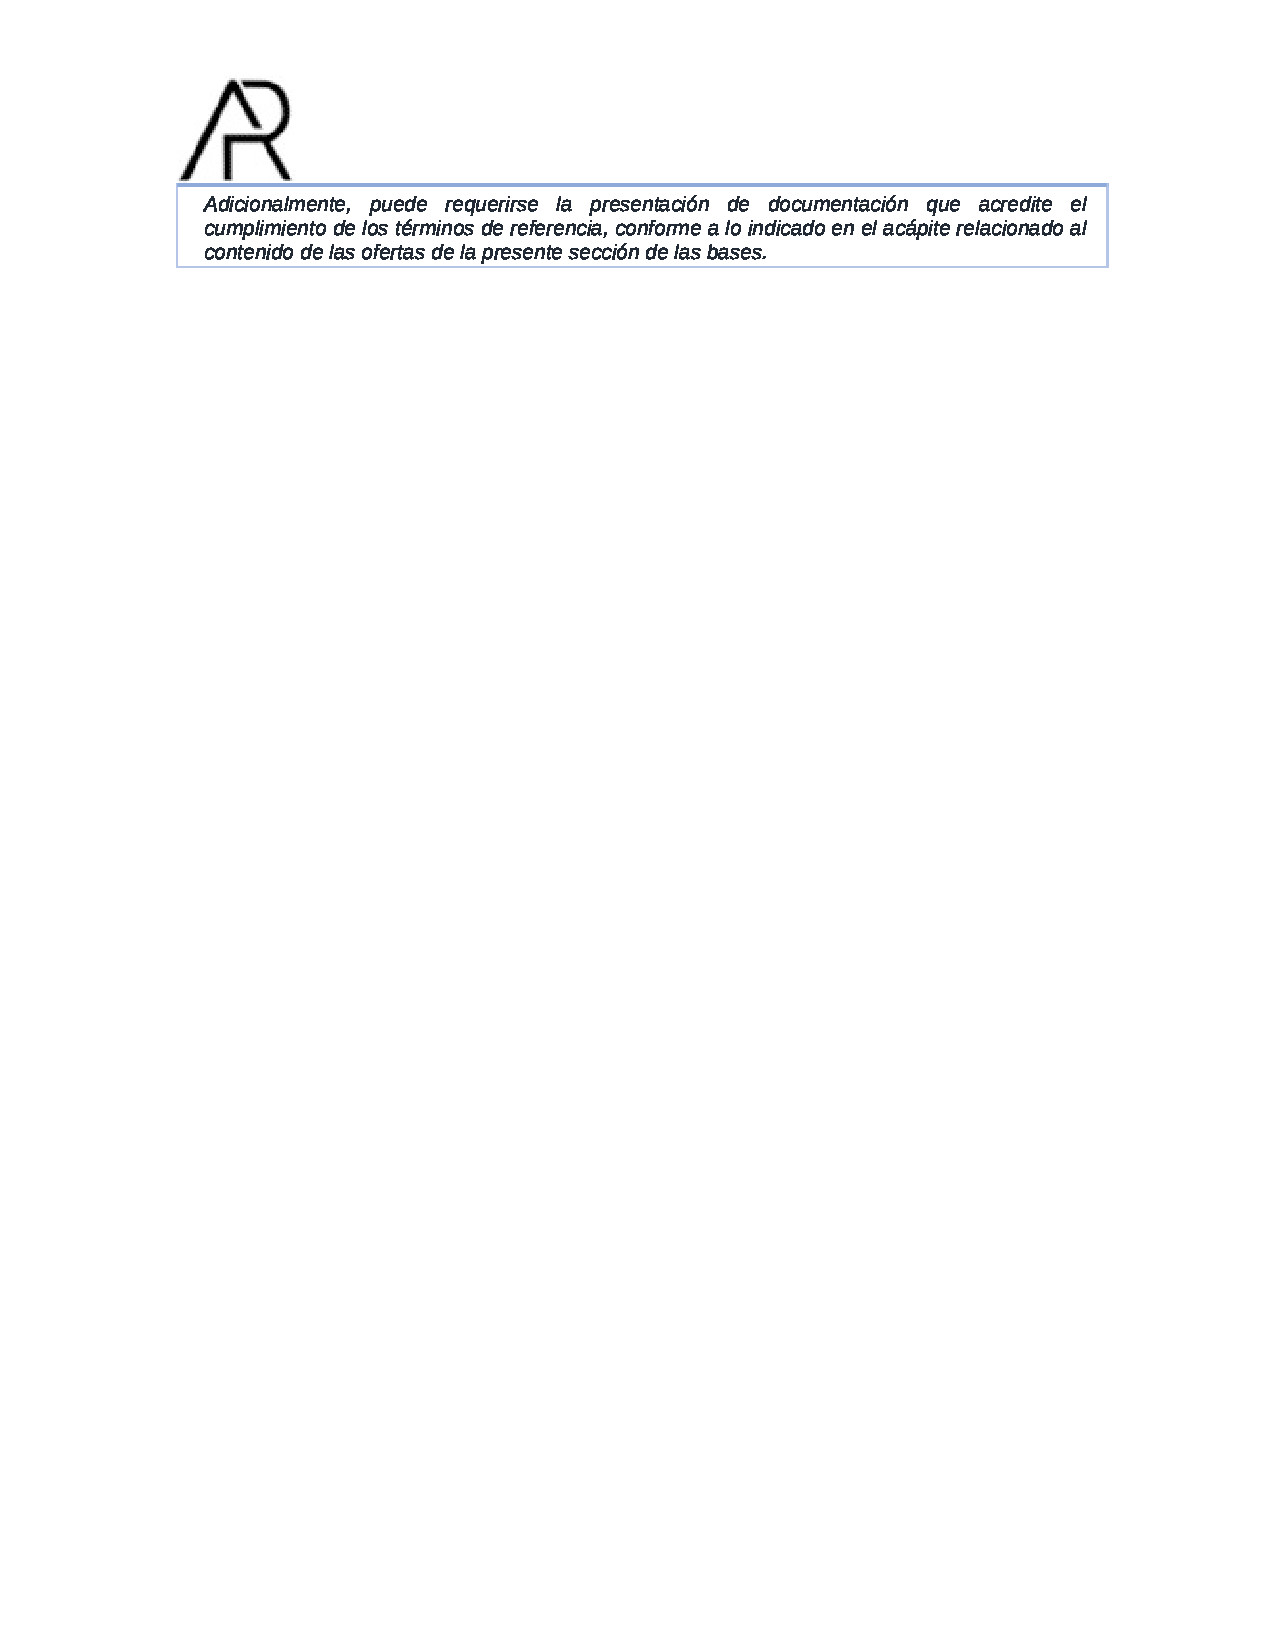 AR
Adicionalmente, puede requerirse la presentación de documentación que acredite el
cumplimiento de los términos de referencia, conforme a lo indicado en el acápite relacionado al
contenido de las ofertas de la presente sección de las bases.